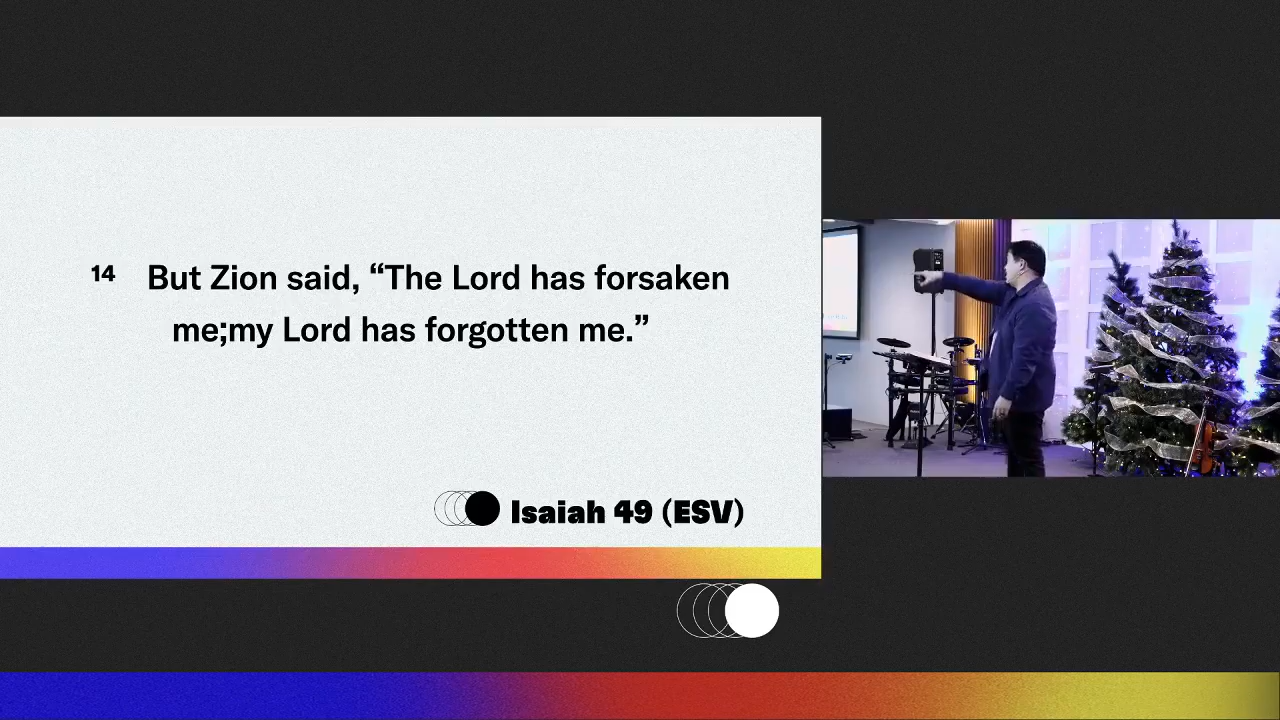 14 But Zion said, “The Lord has forsaken
me;my Lord has forgotten me.”
Isaiah 49 (ESV)